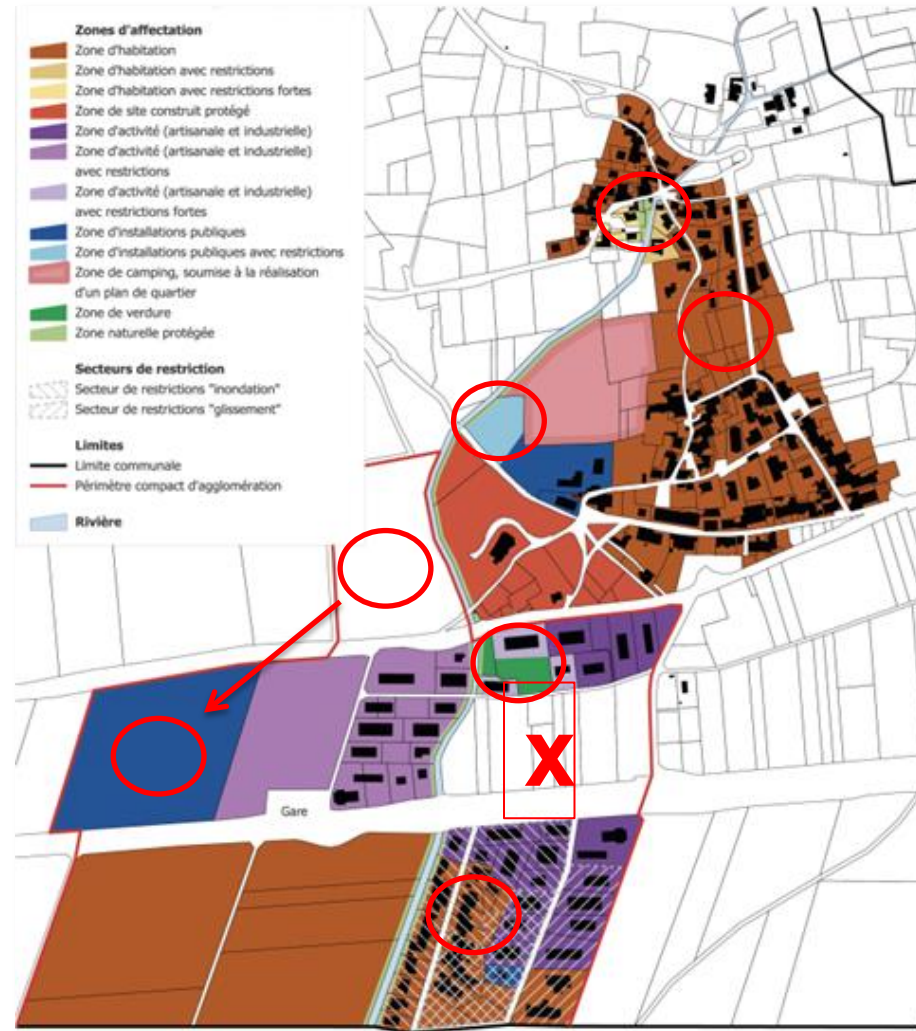 Zones d'affectation
Zone d'habitation
Zone d'habitation avec restrictions
Zone d'habitation avec restrictions fortes
Zone de site construit protégé
Zone d'activité (artisanale et industrielle)
Zone d'activité (artisanale et industrielle)
avec restrictions
Zone d'activité (artisanale et industrielle)
avec restrictions fortes
Zone d'installations publiques
Zone d'installations publiques avec restrictions
Zone de camping, soumise à la réalisation
d'un plan de quartier
Zone de verdure
Zone naturelle protégée
Secteurs de restriction
Secteur de restrictions "inondation"
Secteur de restrictions "glissement"
Limites
Limite communale
Périmètre compact d'agglomération
Rivière
X
Gare